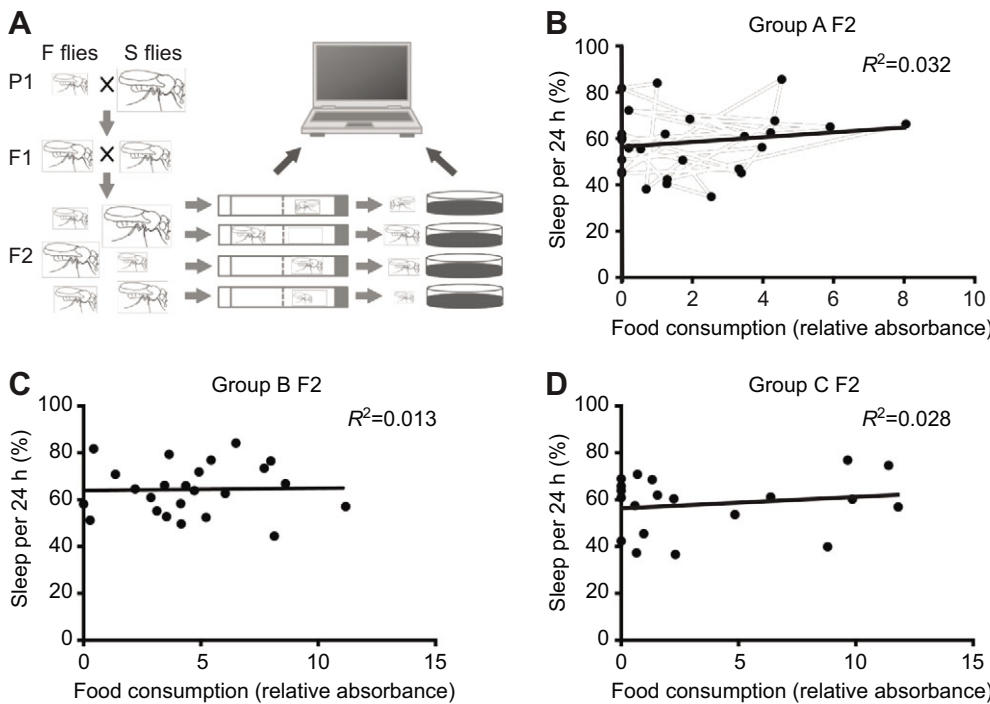 A
F flies S flies
P1
F1
F2
B
Group A F2
R²=0.032
100
80
60
40
20
0
0 2 4 6 8 10
Sleep per 24 h (%)
Food consumption (relative absorbance)
C
Group B F2
R²=0.013
100
80
60
40
20
0
0 5 10 15
Sleep per 24 h (%)
Food consumption (relative absorbance)
D
Group C F2
R²=0.028
100
80
60
40
20
0
0 5 10 15
Sleep per 24 h (%)
Food consumption (relative absorbance)